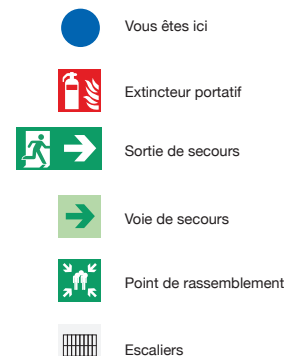 Vous êtes ici
Extincteur portatif
Sortie de secours
Voie de secours
Point de rassemblement
Escaliers